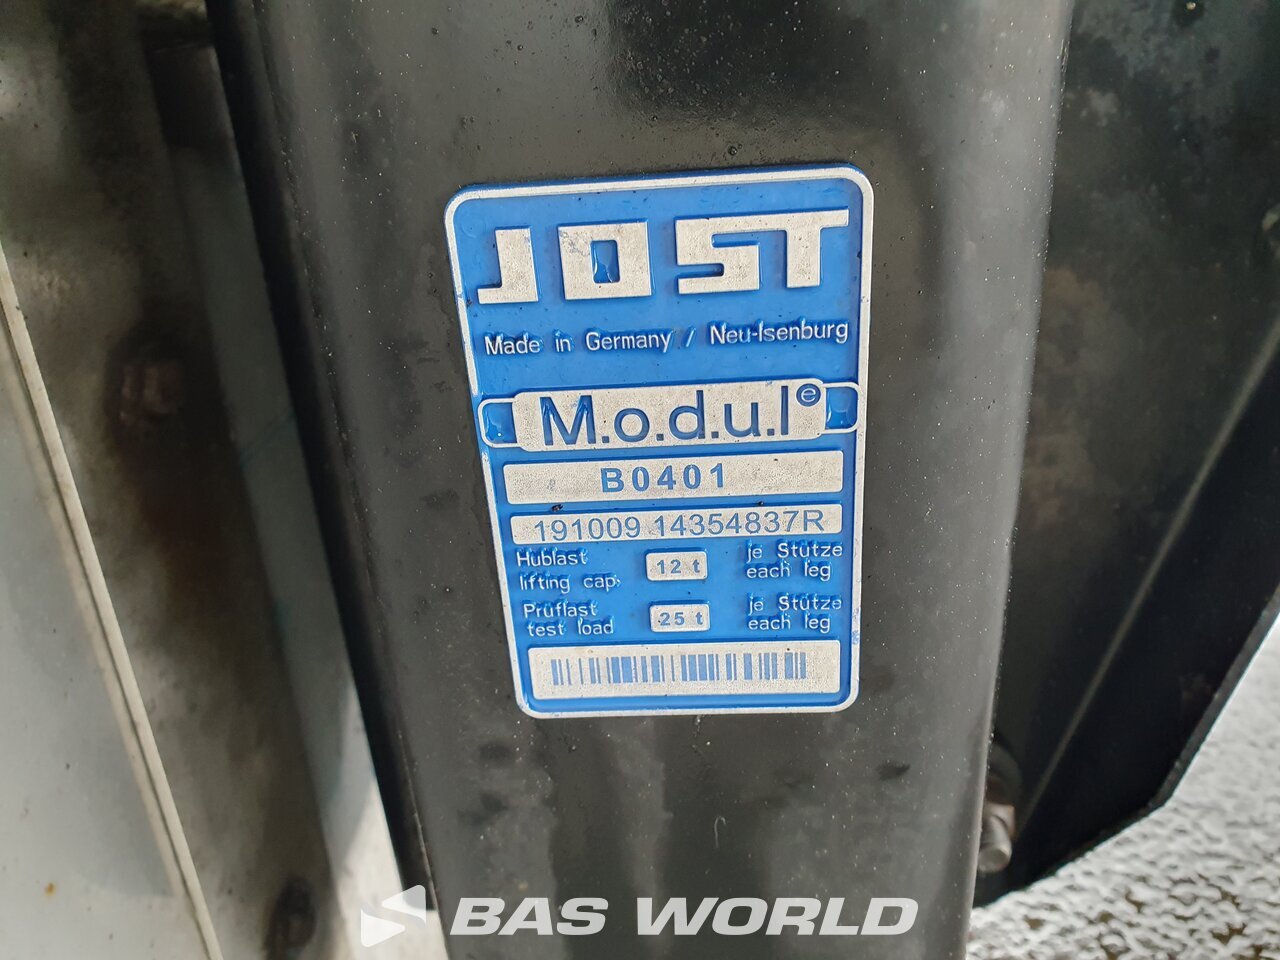 JOST
Made in Germany / Neu-Isenburg
M.o.d.u.l e
B0401
191009 14354837R
Hublast 12 t je Stütze
lifting cap. each leg
Prüflast 25 t je Stütze
test load each leg
BAS WORLD